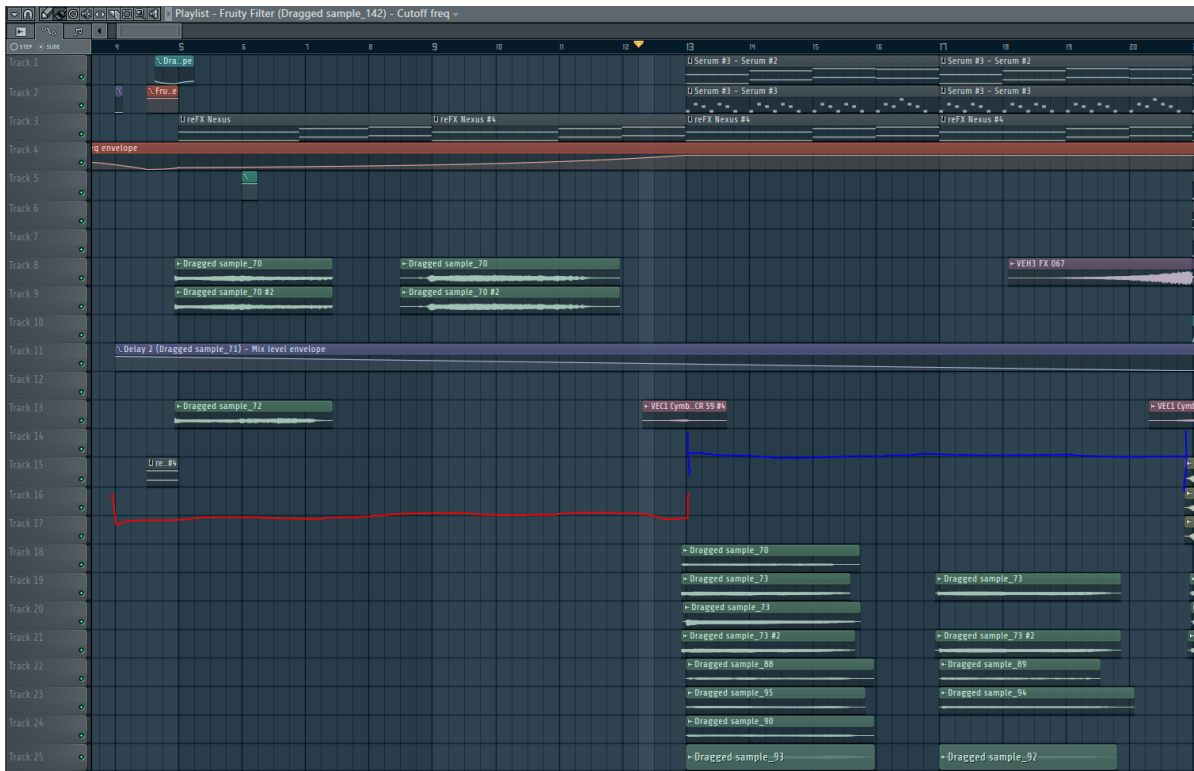 Playlist - Fruity Filter (Dragged sample_142) - Cutoff freq
STEP SLIDE
4 5 6 7 8 9 10 11 12 13 14 15 16 17 18 19 20
Track 1
Dra..pe
Serum #3 - Serum #2
Serum #3 - Serum #2
Track 2
Fru..e
Serum #3 - Serum #3
Serum #3 - Serum #3
Track 3
reFX Nexus
reFX Nexus #4
reFX Nexus #4
reFX Nexus #4
Track 4
eq envelope
Track 5
Track 6
Track 7
Track 8
Dragged sample_70
Dragged sample_70
VEH3 FX 067
Track 9
Dragged sample_70 #2
Dragged sample_70 #2
Track 10
Track 11
Delay 2 (Dragged sample_71) - Mix level envelope
Track 12
Track 13
Dragged sample_72
VEC1 Cymb..CR 59 #4
VEC1 Cymb
Track 14
Track 15
re..#4
Track 16
Track 17
Track 18
Dragged sample_70
Track 19
Dragged sample_73
Dragged sample_73
Track 20
Dragged sample_73
Track 21
Dragged sample_73 #2
Dragged sample_73 #2
Track 22
Dragged sample_88
Dragged sample_89
Track 23
Dragged sample_95
Dragged sample_94
Track 24
Dragged sample_90
Track 25
Dragged sample_93
Dragged sample_92